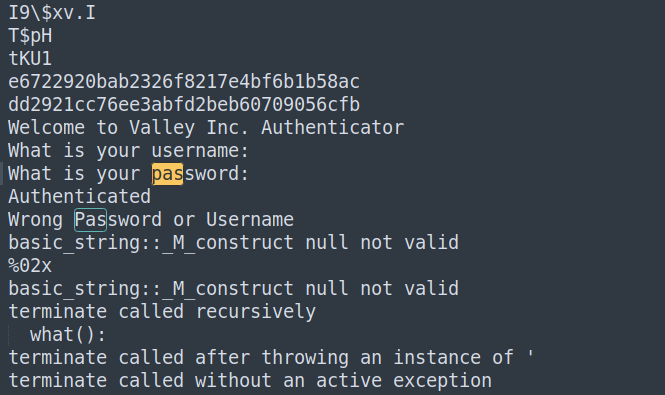 I9\$xv.I
T$pH
tKU1
e6722920bab2326f8217e4bf6b1b58ac
dd2921cc76ee3abfd2beb60709056cfb
Welcome to Valley Inc. Authenticator
What is your username:
What is your password:
Authenticated
Wrong Password or Username
basic_string::_M_construct null not valid
%02x
basic_string::_M_construct null not valid
terminate called recursively
  what():
terminate called after throwing an instance of '
terminate called without an active exception